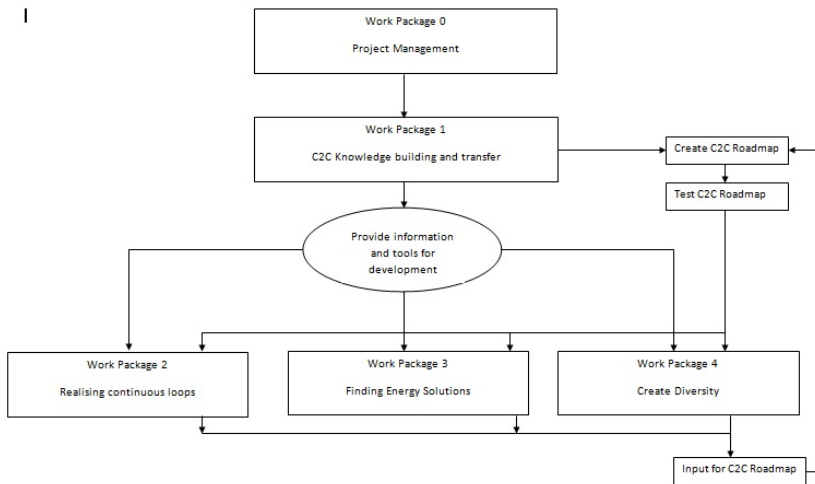 I
Work Package 0
Project Management
Work Package 1
C2C Knowledge building and transfer
Create C2C Roadmap
Test C2C Roadmap
Provide information
and tools for
development
Work Package 2
Realising continuous loops
Work Package 3
Finding Energy Solutions
Work Package 4
Create Diversity
Input for C2C Roadmap